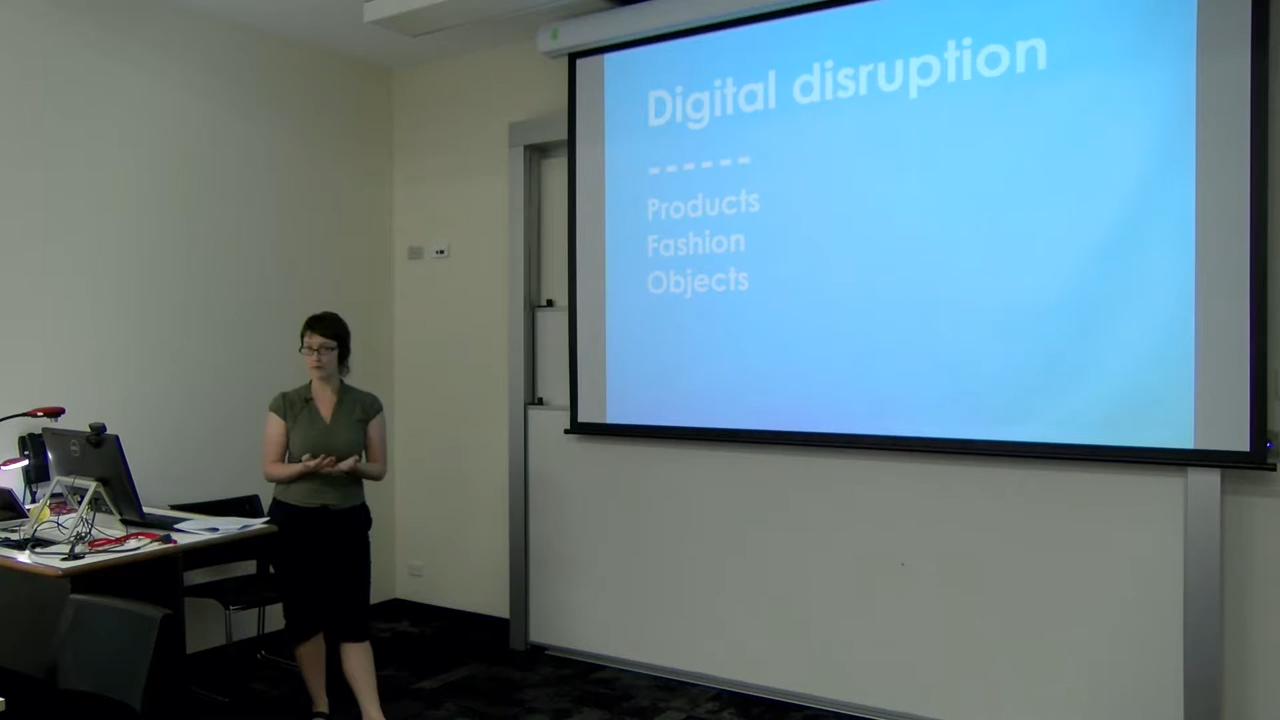 Digital disruption
------
Products
Fashion
Objects